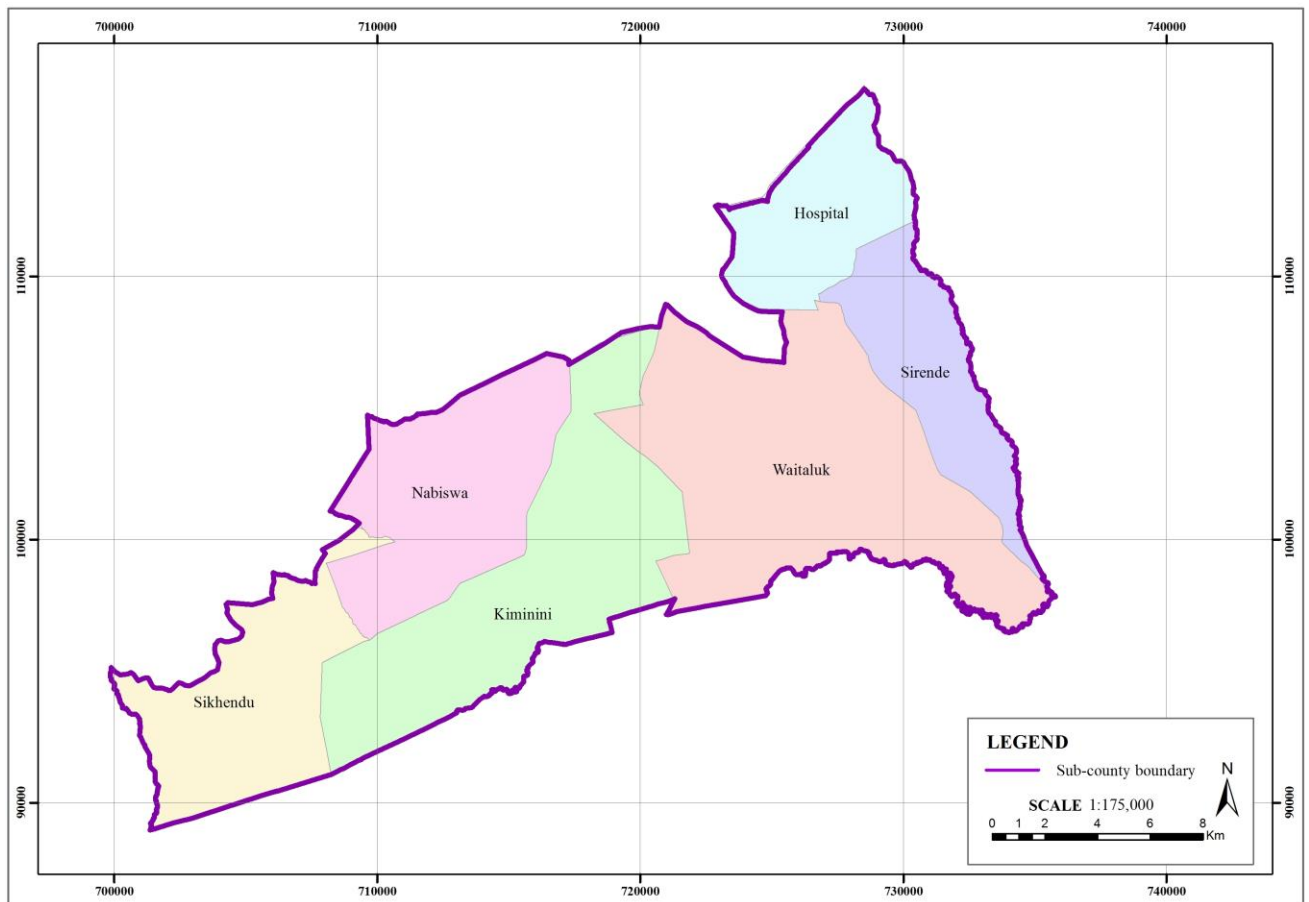 700000 710000 720000 730000 740000
Hospital
110000 110000
Sirende
Waitaluk
Nabiswa
100000 100000
Kiminini
Sikhendu
LEGEND
Sub-county boundary
N
SCALE 1:175,000
0 1 2 4 6 8
Km
90000 90000
700000 710000 720000 730000 740000